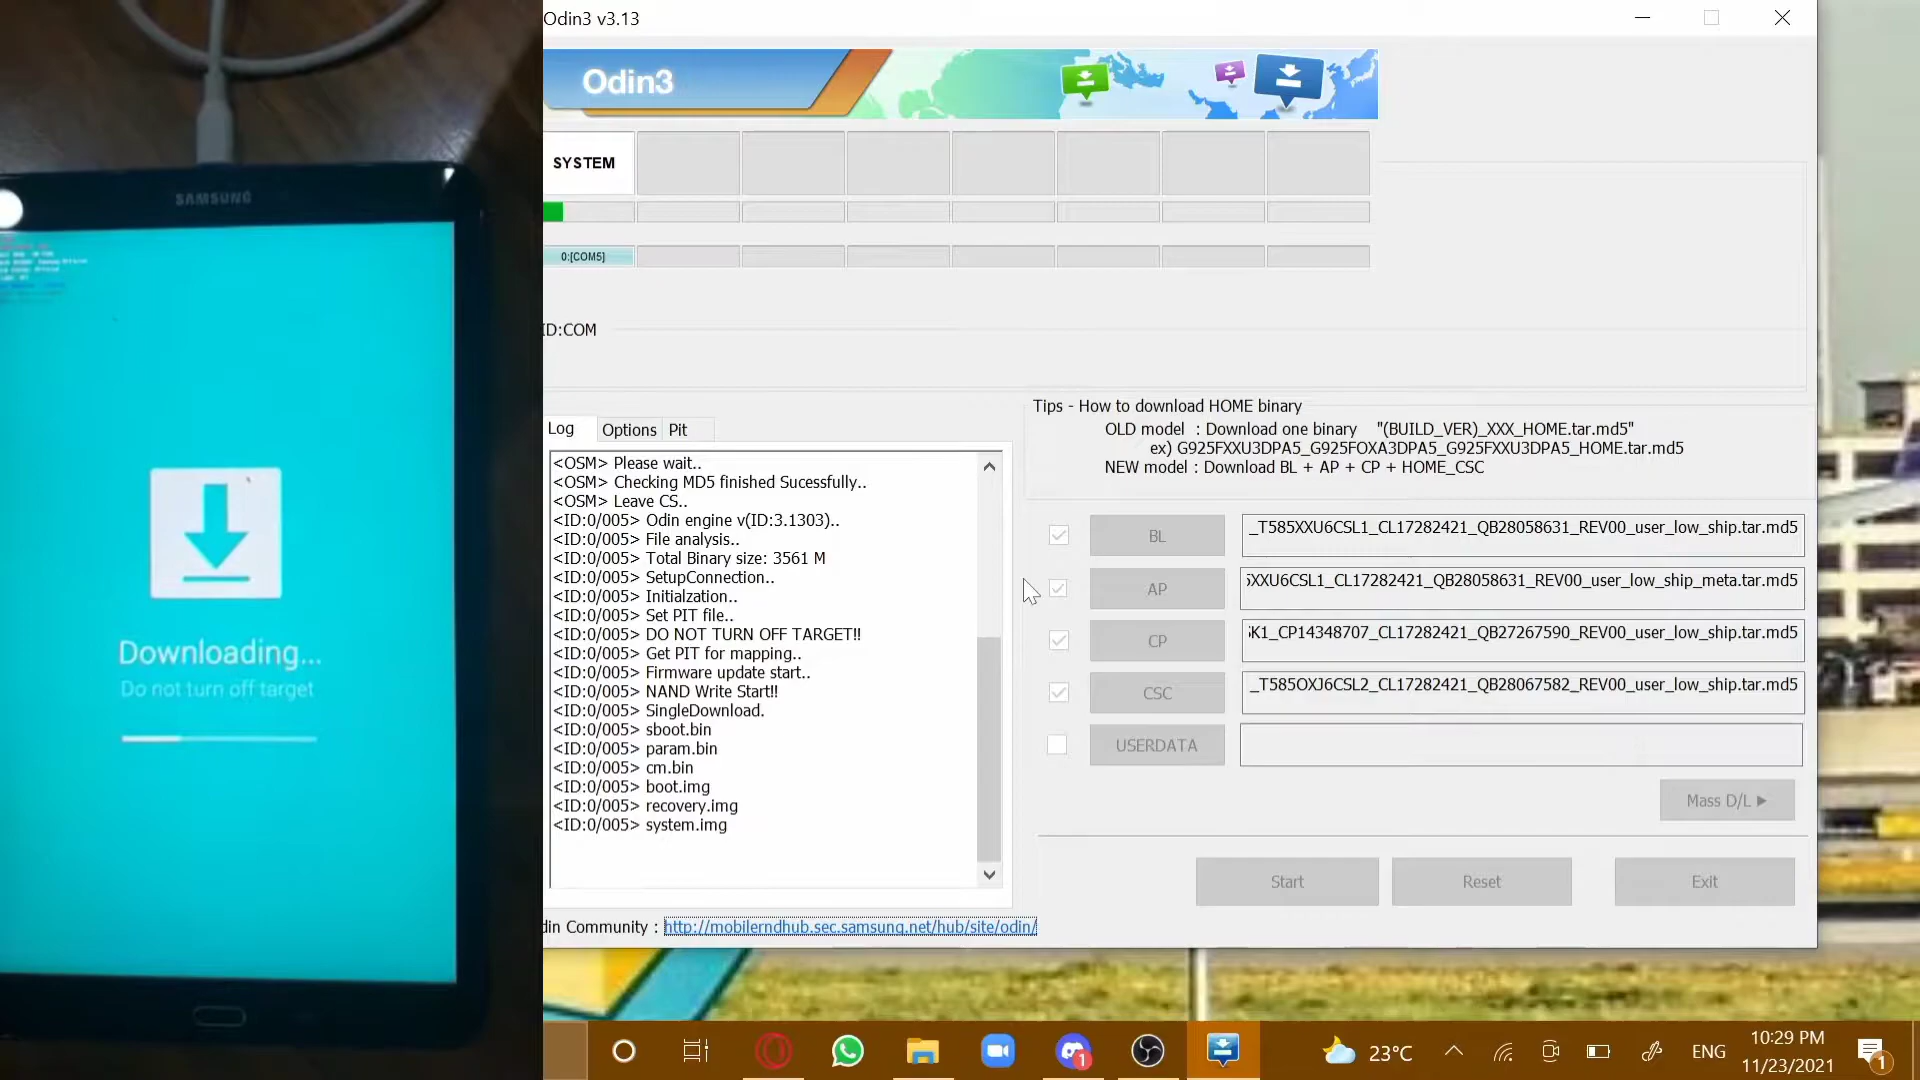 SAMSUNG
Downloading...
Do not turn off target
Odin3 v3.13
Odin3
SYSTEM
0:[COM5]
ID:COM
Log
Options
Pit
<OSM> Please wait..
<OSM> Checking MD5 finished Sucessfully..
<OSM> Leave CS..
<ID:0/005> Odin engine v(ID:3.1303)..
<ID:0/005> File analysis..
<ID:0/005> Total Binary size: 3561 M
<ID:0/005> SetupConnection..
<ID:0/005> Initialzation..
<ID:0/005> Set PIT file..
<ID:0/005> DO NOT TURN OFF TARGET!!
<ID:0/005> Get PIT for mapping..
<ID:0/005> Firmware update start..
<ID:0/005> NAND Write Start!!
<ID:0/005> SingleDownload.
<ID:0/005> sboot.bin
<ID:0/005> param.bin
<ID:0/005> cm.bin
<ID:0/005> boot.img
<ID:0/005> recovery.img
<ID:0/005> system.img
Tips - How to download HOME binary
OLD model : Download one binary "(BUILD_VER)_XXX_HOME.tar.md5"
ex) G925FXXU3DPA5_G925FOXA3DPA5_G925FXXU3DPA5_HOME.tar.md5
NEW model : Download BL + AP + CP + HOME_CSC
BL
_T585XXU6CSL1_CL17282421_QB28058631_REV00_user_low_ship.tar.md5
AP
XXU6CSL1_CL17282421_QB28058631_REV00_user_low_ship_meta.tar.md5
CP
K1_CP14348707_CL17282421_QB27267590_REV00_user_low_ship.tar.md5
CSC
_T585OXJ6CSL2_CL17282421_QB28067582_REV00_user_low_ship.tar.md5
USERDATA
Mass D/L
Start
Reset
Exit
din Community : http://mobilerndhub.sec.samsung.net/hub/site/odin/
1
23°C
ENG
10:29 PM
11/23/2021
1